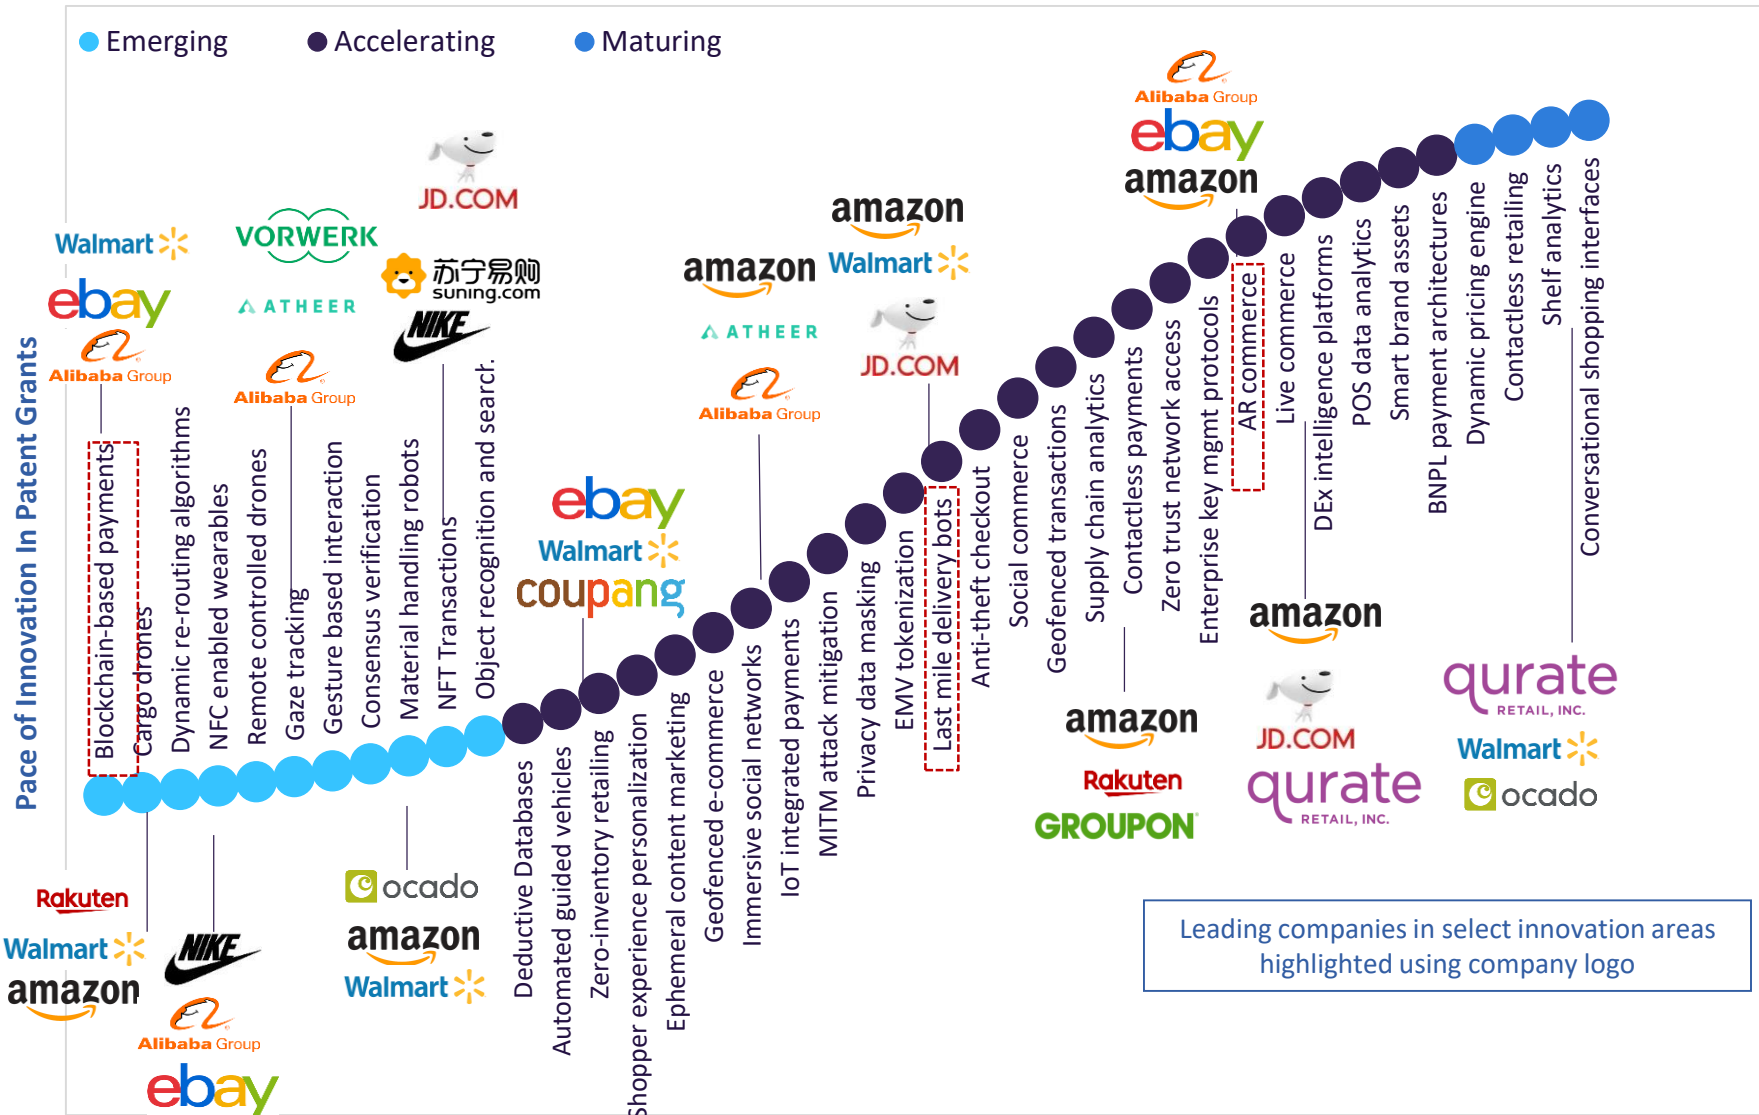 Emerging
Accelerating
Maturing
Pace of Innovation In Patent Grants
Walmart
ebay
Alibaba Group
VORWERK
ATHEER
Alibaba Group
JD.COM
苏宁易购
suning.com
NIKE
ebay
Walmart
coupang
amazon
ATHEER
Alibaba Group
amazon
Walmart
JD.COM
Alibaba Group
ebay
amazon
Blockchain-based payments
Cargo drones
Dynamic re-routing algorithms
NFC enabled wearables
Remote controlled drones
Gaze tracking
Gesture based interaction
Consensus verification
Material handling robots
NFT Transactions
Object recognition and search.
Deductive Databases
Automated guided vehicles
Zero-inventory retailing
Shopper experience personalization
Ephemeral content marketing
Geofenced e-commerce
Immersive social networks
IoT integrated payments
MITM attack mitigation
Privacy data masking
EMV tokenization
Last mile delivery bots
Anti-theft checkout
Social commerce
Geofenced transactions
Supply chain analytics
Contactless payments
Zero trust network access
Enterprise key mgmt protocols
AR commerce
Live commerce
DEx intelligence platforms
POS data analytics
Smart brand assets
BNPL payment architectures
Dynamic pricing engine
Contactless retailing
Shelf analytics
Conversational shopping interfaces
Rakuten
Walmart
amazon
NIKE
Alibaba Group
ebay
ocado
amazon
Walmart
amazon
Rakuten
GROUPON
amazon
JD.COM
qurate
RETAIL, INC.
qurate
RETAIL, INC.
Walmart
ocado
Leading companies in select innovation areas
highlighted using company logo